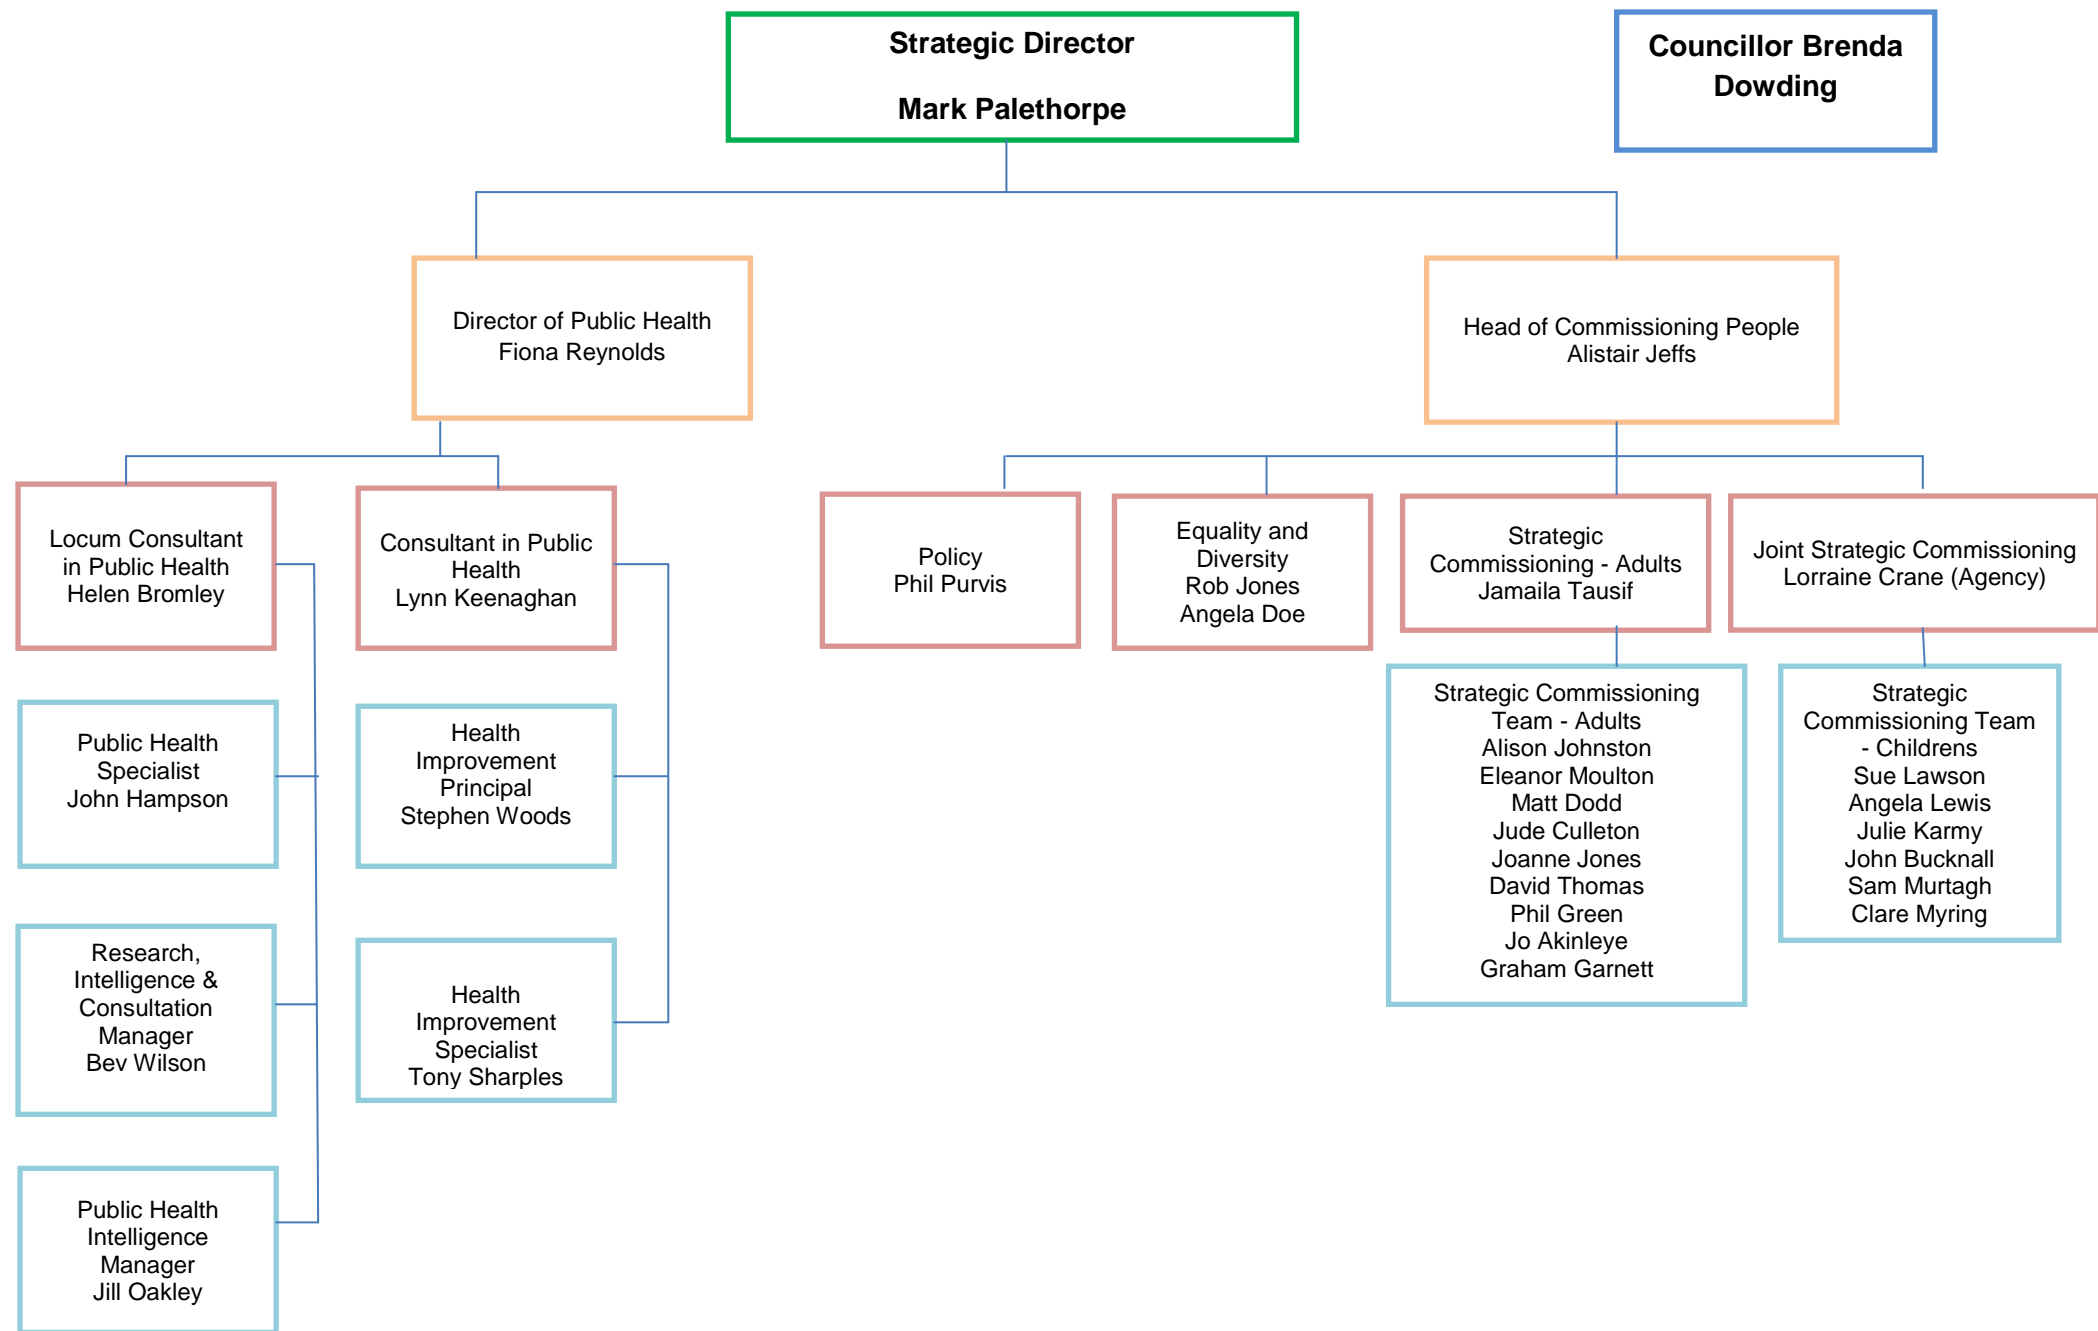 Strategic Director
Mark Palethorpe
Councillor Brenda
Dowding
Director of Public Health
Fiona Reynolds
Head of Commissioning People
Alistair Jeffs
Locum Consultant
in Public Health
Helen Bromley
Consultant in Public
Health
Lynn Keenaghan
Policy
Phil Purvis
Equality and
Diversity
Rob Jones
Angela Doe
Strategic
Commissioning - Adults
Jamaila Tausif
Joint Strategic Commissioning
Lorraine Crane (Agency)
Public Health
Specialist
John Hampson
Health
Improvement
Principal
Stephen Woods
Strategic Commissioning
Team - Adults
Alison Johnston
Eleanor Moulton
Matt Dodd
Jude Culleton
Joanne Jones
David Thomas
Phil Green
Jo Akinleye
Graham Garnett
Strategic
Commissioning Team
- Childrens
Sue Lawson
Angela Lewis
Julie Karmy
John Bucknall
Sam Murtagh
Clare Myring
Research,
Intelligence &
Consultation
Manager
Bev Wilson
Health
Improvement
Specialist
Tony Sharples
Public Health
Intelligence
Manager
Jill Oakley